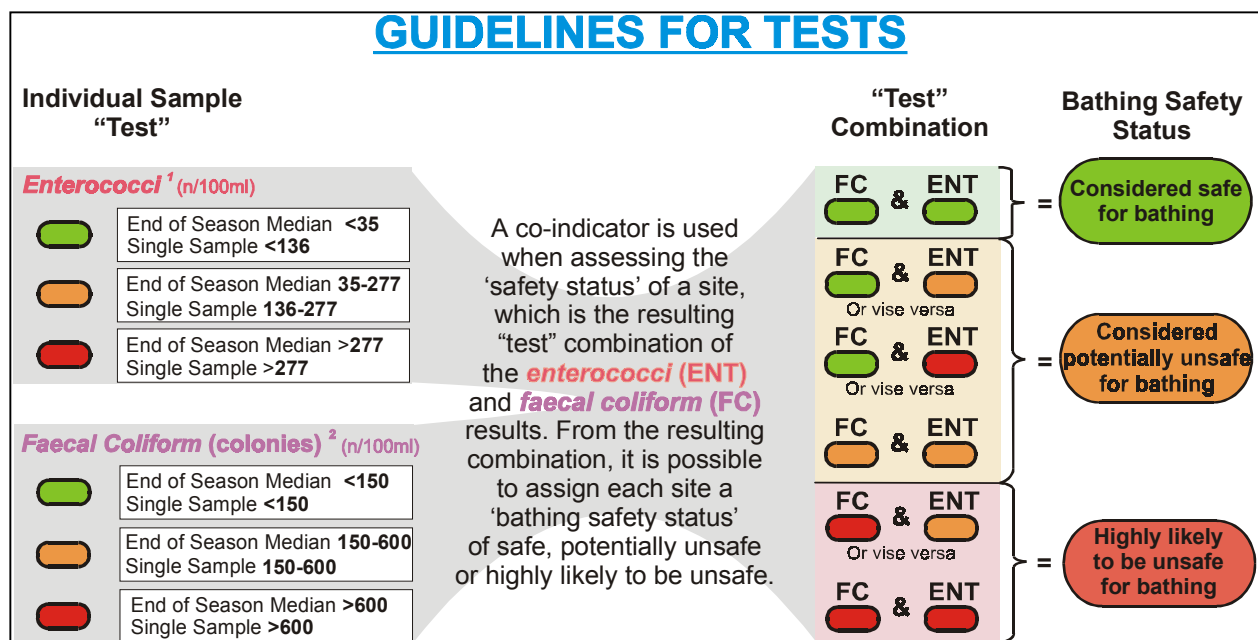 GUIDELINES FOR TESTS
Individual Sample
“Test”
Enterococci 1 (n/100ml)
End of Season Median <35
Single Sample <136
End of Season Median 35-277
Single Sample 136-277
End of Season Median >277
Single Sample >277
Faecal Coliform (colonies) 2 (n/100ml)
End of Season Median <150
Single Sample <150
End of Season Median 150-600
Single Sample 150-600
End of Season Median >600
Single Sample >600
A co-indicator is used
when assessing the
‘safety status’ of a site,
which is the resulting
“test” combination of
the enterococci (ENT)
and faecal coliform (FC)
results. From the resulting
combination, it is possible
to assign each site a
‘bathing safety status’
of safe, potentially unsafe
or highly likely to be unsafe.
“Test”
Combination
FC & ENT
FC & ENT
Or vise versa
FC & ENT
Or vise versa
FC & ENT
FC & ENT
Or vise versa
FC & ENT
Bathing Safety
Status
= Considered safe
for bathing
= Considered
potentially unsafe
for bathing
= Highly likely
to be unsafe
for bathing